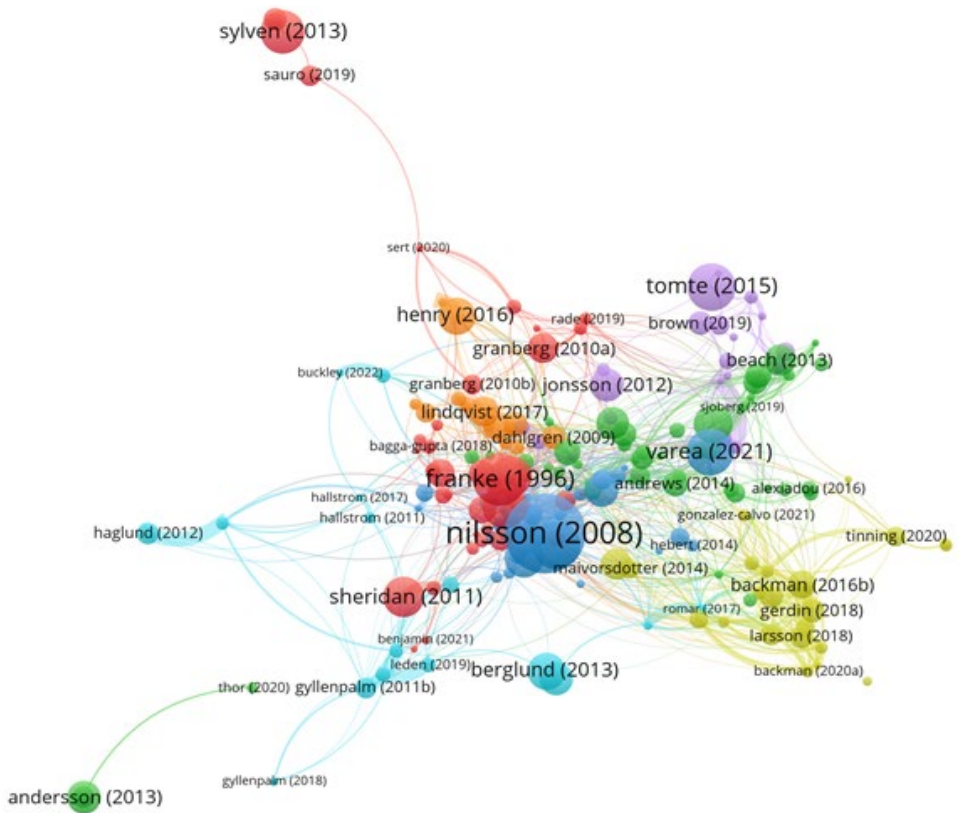 sylven (2013)
sauro (2019)
sert (2020)
tomte (2015)
henry (2016)
rade (2019)
brown (2019)
granberg (2010a)
beach (2013)
buckley (2022)
granberg (2010b)
jonsson (2012)
lindqvist (2017)
sjoberg (2019)
dahlgren (2009)
bagga-gupta (2018)
varea (2021)
franke (1996)
andrews (2014)
alexiadou (2016)
hallstrom (2017)
hallstrom (2011)
gonzalez-calvo (2021)
haglund (2012)
nilsson (2008)
tinning (2020)
hebert (2014)
maivorsdotter (2014)
backman (2016b)
sheridan (2011)
romar (2017)
gerdin (2018)
benjamin (2021)
larsson (2018)
leden (2019)
berglund (2013)
backman (2020a)
thor (2020)
gyllenpalm (2011b)
gyllenpalm (2018)
andersson (2013)